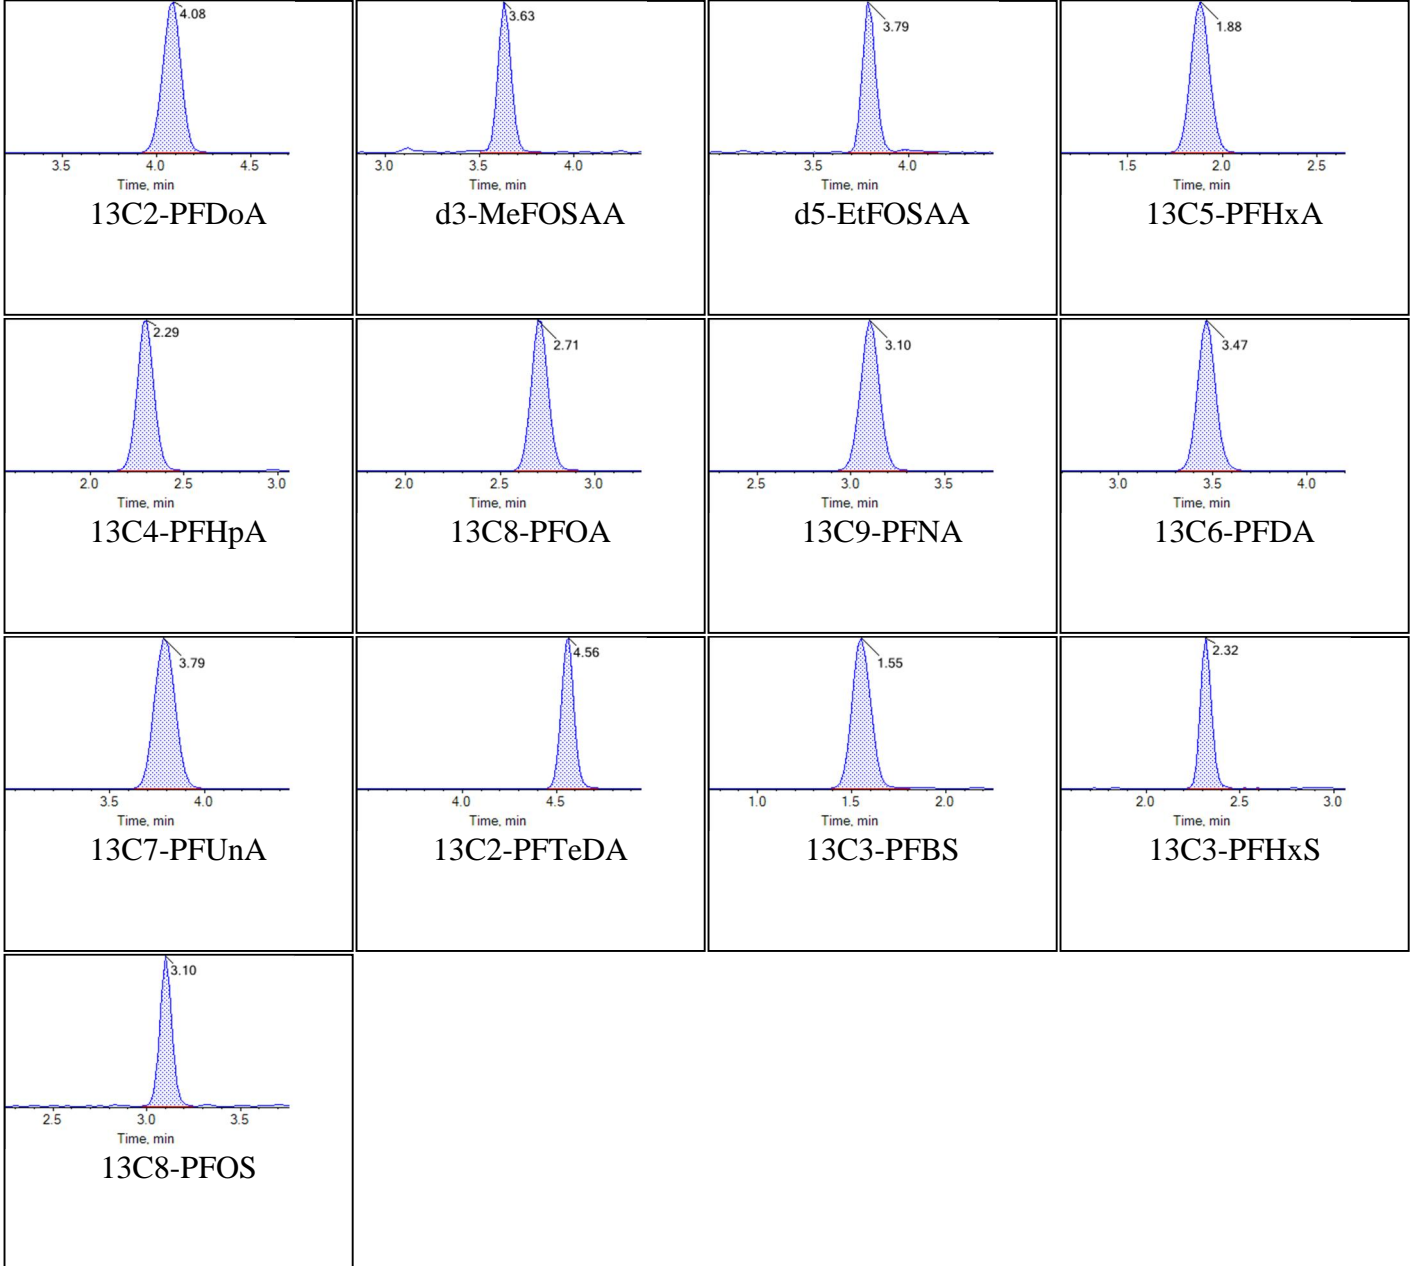 4.08
3.5 4.0 4.5
Time, min
13C2-PFDoA
3.63
3.0 3.5 4.0
Time, min
d3-MeFOSAA
3.79
3.5 4.0
Time, min
d5-EtFOSAA
1.88
1.5 2.0 2.5
Time, min
13C5-PFHxA
2.29
2.0 2.5 3.0
Time, min
13C4-PFHpA
2.71
2.0 2.5 3.0
Time, min
13C8-PFOA
3.10
2.5 3.0 3.5
Time, min
13C9-PFNA
3.47
3.0 3.5 4.0
Time, min
13C6-PFDA
3.79
3.5 4.0
Time, min
13C7-PFUnA
4.56
4.0 4.5
Time, min
13C2-PFTeDA
1.55
1.0 1.5 2.0
Time, min
13C3-PFBS
2.32
2.0 2.5 3.0
Time, min
13C3-PFHxS
3.10
2.5 3.0 3.5
Time, min
13C8-PFOS